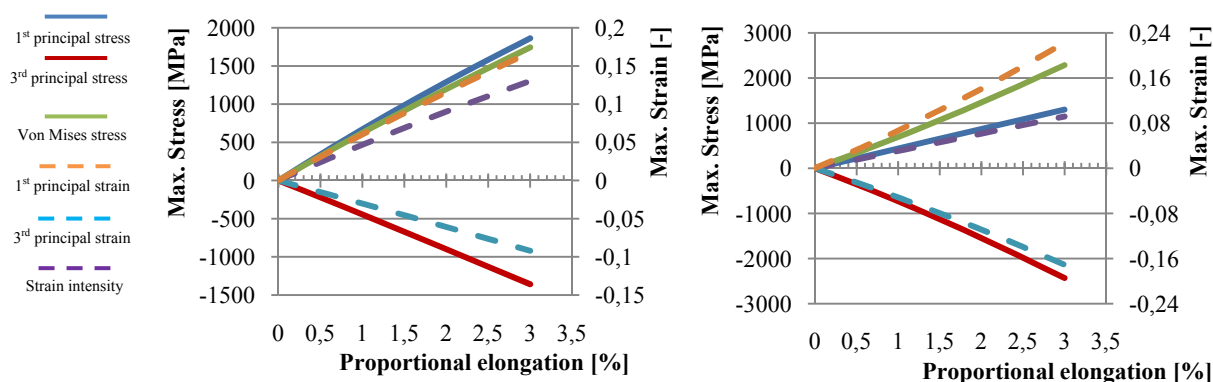 1st principal stress
3rd principal stress
Von Mises stress
1st principal strain
3rd principal strain
Strain intensity
Max. Stress [MPa]
2000
1500
1000
500
0
-500
-1000
-1500
0,2
0,15
0,1
0,05
0
-0,05
-0,1
-0,15
Max. Strain [-]
0 0,5 1 1,5 2 2,5 3 3,5
Proportional elongation [%]
Max. Stress [MPa]
3000
2000
1000
0
-1000
-2000
-3000
0,24
0,16
0,08
0
-0,08
-0,16
-0,24
Max. Strain [-]
0 0,5 1 1,5 2 2,5 3 3,5
Proportional elongation [%]